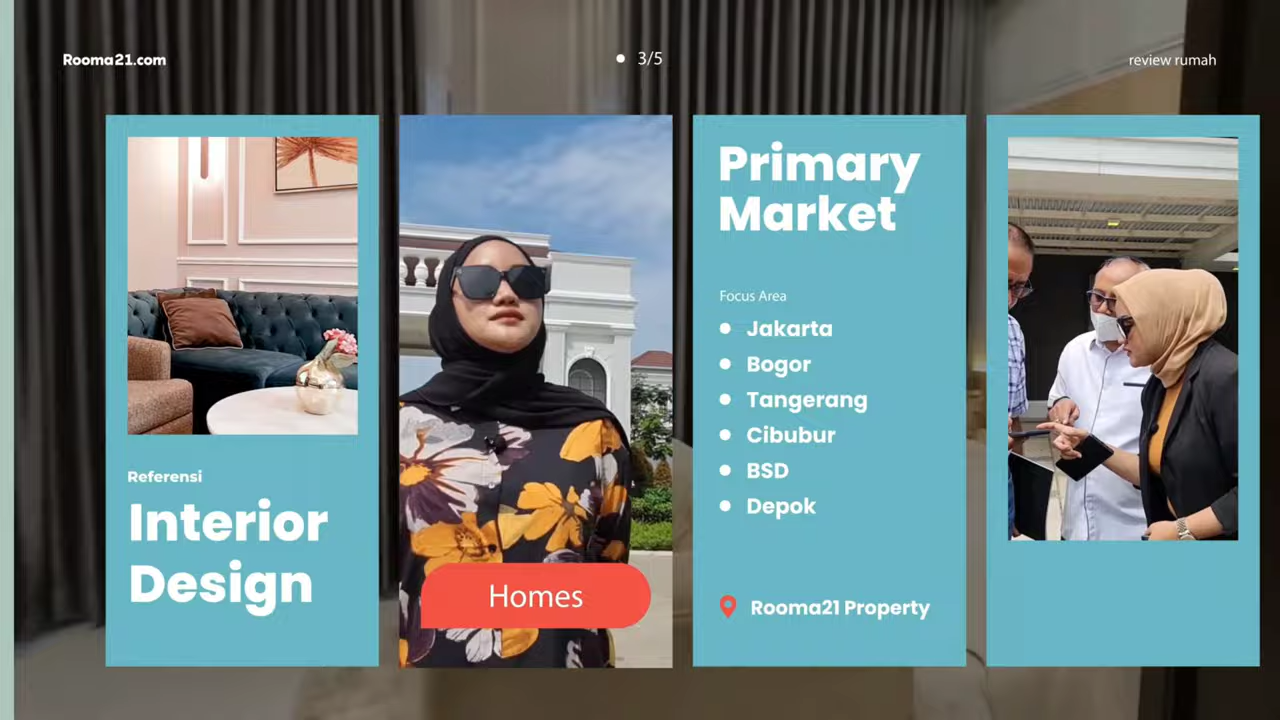 Rooma21.com
3/5
review rumah
Referensi
Interior
Design
Homes
Primary
Market
Focus Area
Jakarta
Bogor
Tangerang
Cibubur
BSD
Depok
Rooma21 Property